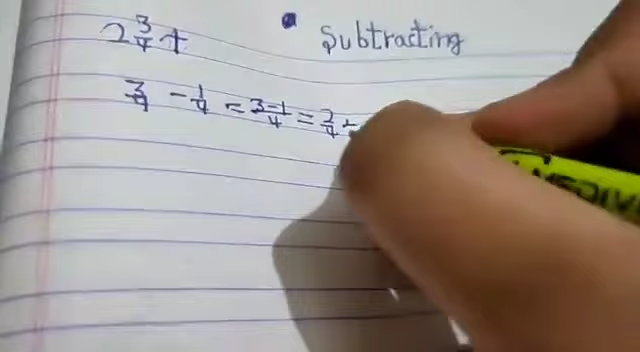 2 3/4 +
• Subtracting
3/4 - 1/4 = 3-1/4 = 2/4 ÷